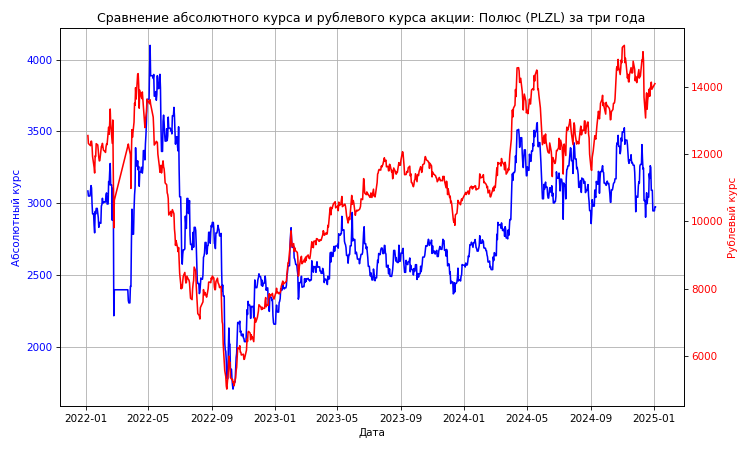 Сравнение абсолютного курса и рублевого курса акции: Полюс (PLZL) за три года
Абсолютный курс
4000
3500
3000
2500
2000
14000
12000
10000
8000
6000
Рублевый курс
2022-01 2022-05 2022-09 2023-01 2023-05 2023-09 2024-01 2024-05 2024-09 2025-01
Дата